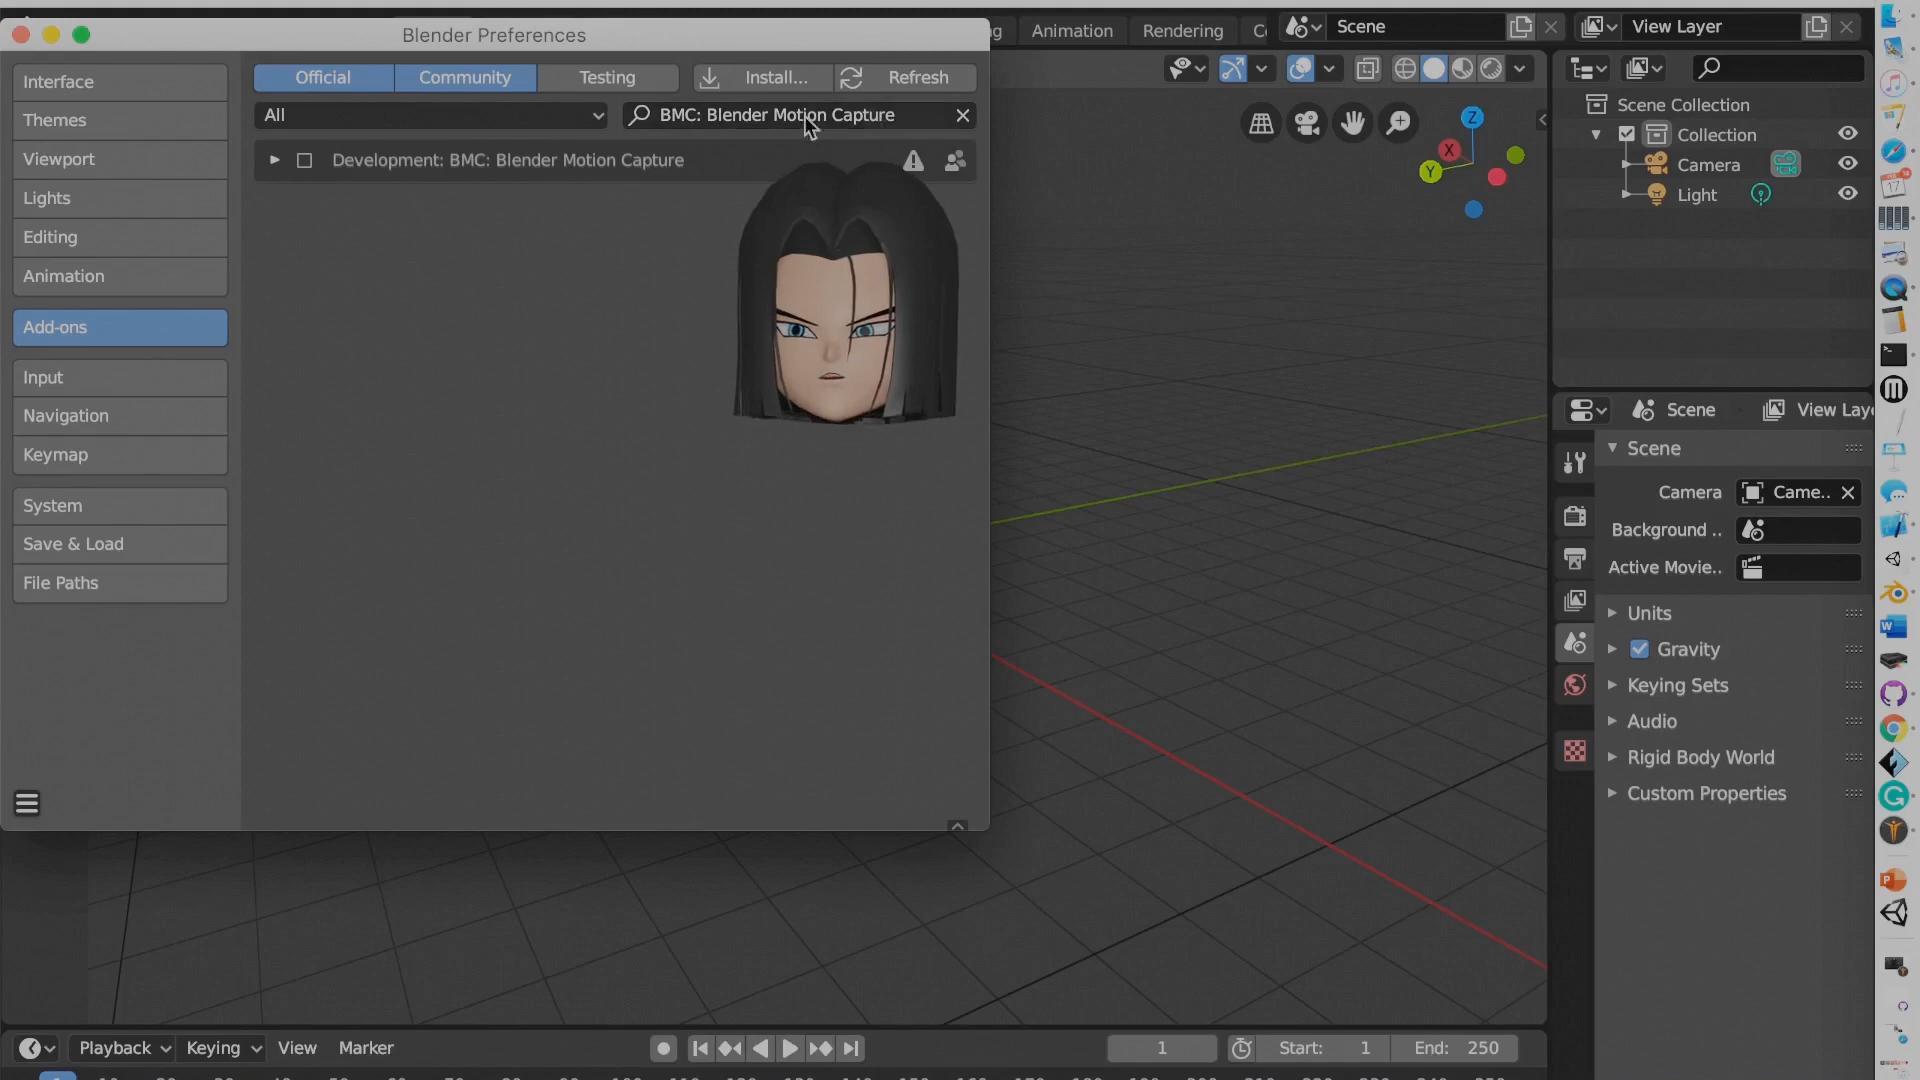 Blender Preferences
Animation
Rendering
Scene
View Layer
Interface
Themes
Viewport
Lights
Editing
Animation
Add-ons
Input
Navigation
Keymap
System
Save & Load
File Paths
Official
Community
Testing
Install...
Refresh
All
BMC: Blender Motion Capture
Development: BMC: Blender Motion Capture
Z
X
Y
Scene Collection
Collection
Camera
Light
Scene
View Laye
Scene
Camera
Came..
Background ..
Active Movie..
Units
Gravity
Keying Sets
Audio
Rigid Body World
Custom Properties
Playback
Keying
View
Marker
1
Start: 1
End: 250